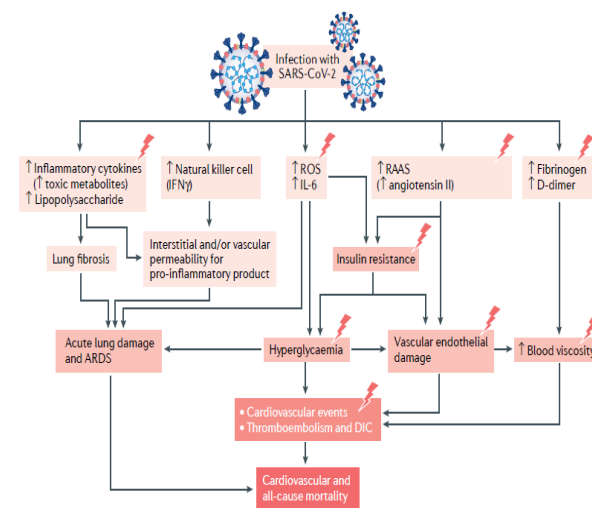 Infection with
SARS-CoV-2
↑ Inflammatory cytokines
(↑ toxic metabolites)
↑ Lipopolysaccharide
↑ Natural killer cell
(IFNγ)
↑ ROS
↑ IL-6
↑ RAAS
(↑ angiotensin II)
↑ Fibrinogen
↑ D-dimer
Lung fibrosis
Interstitial and/or vascular
permeability for
pro-inflammatory product
Insulin resistance
Acute lung damage
and ARDS
Hyperglycaemia
Vascular endothelial
damage
↑ Blood viscosity
• Cardiovascular events
• Thromboembolism and DIC
Cardiovascular and
all-cause mortality